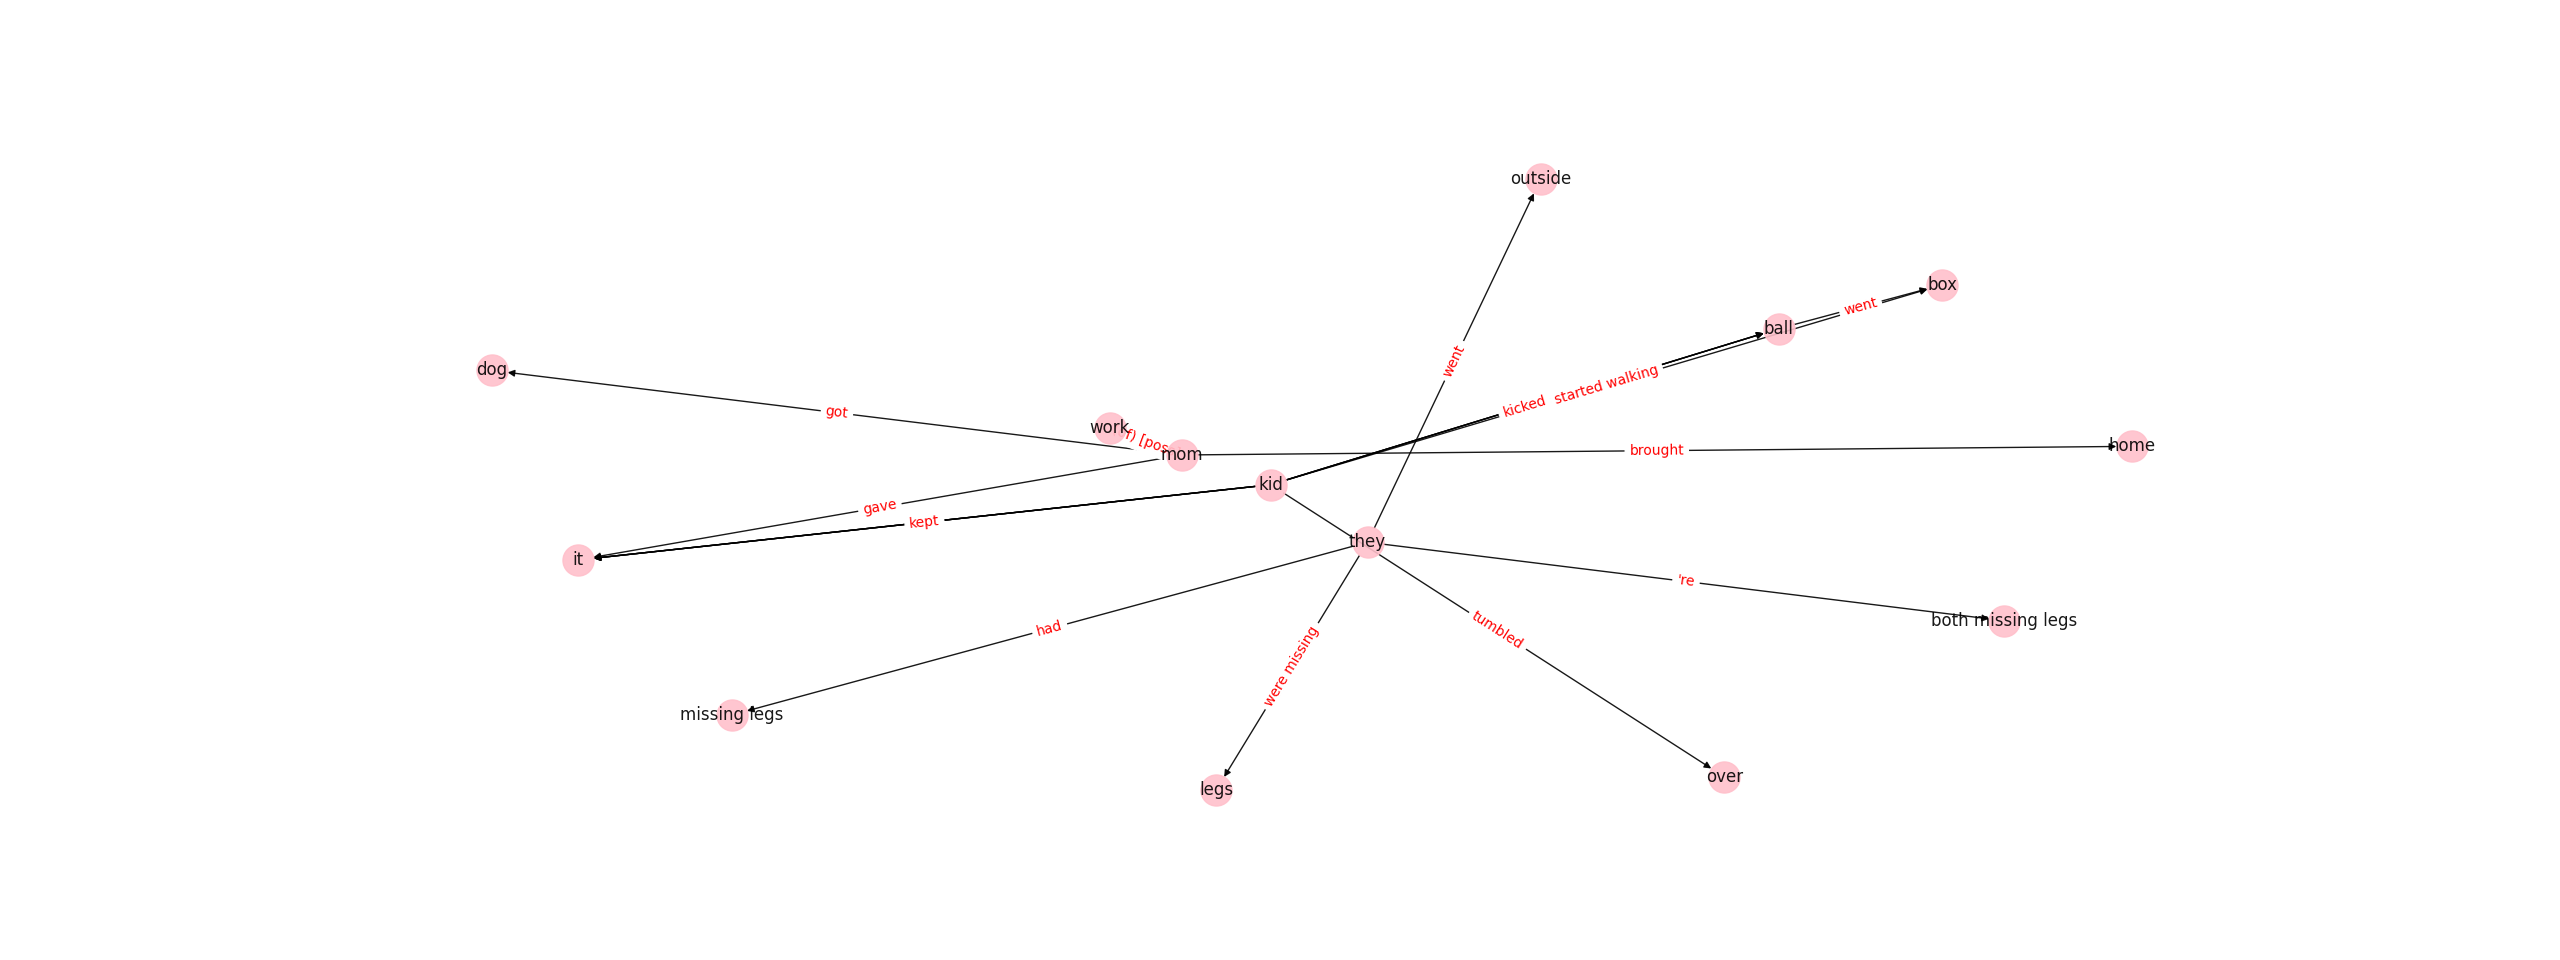 outside
box
went
ball
went
dog
kicked started walking
got
work
f) [pos
mom
brought
home
kid
gave
kept
they
it
're
had
tumbled
both missing legs
were missing
missing legs
over
legs